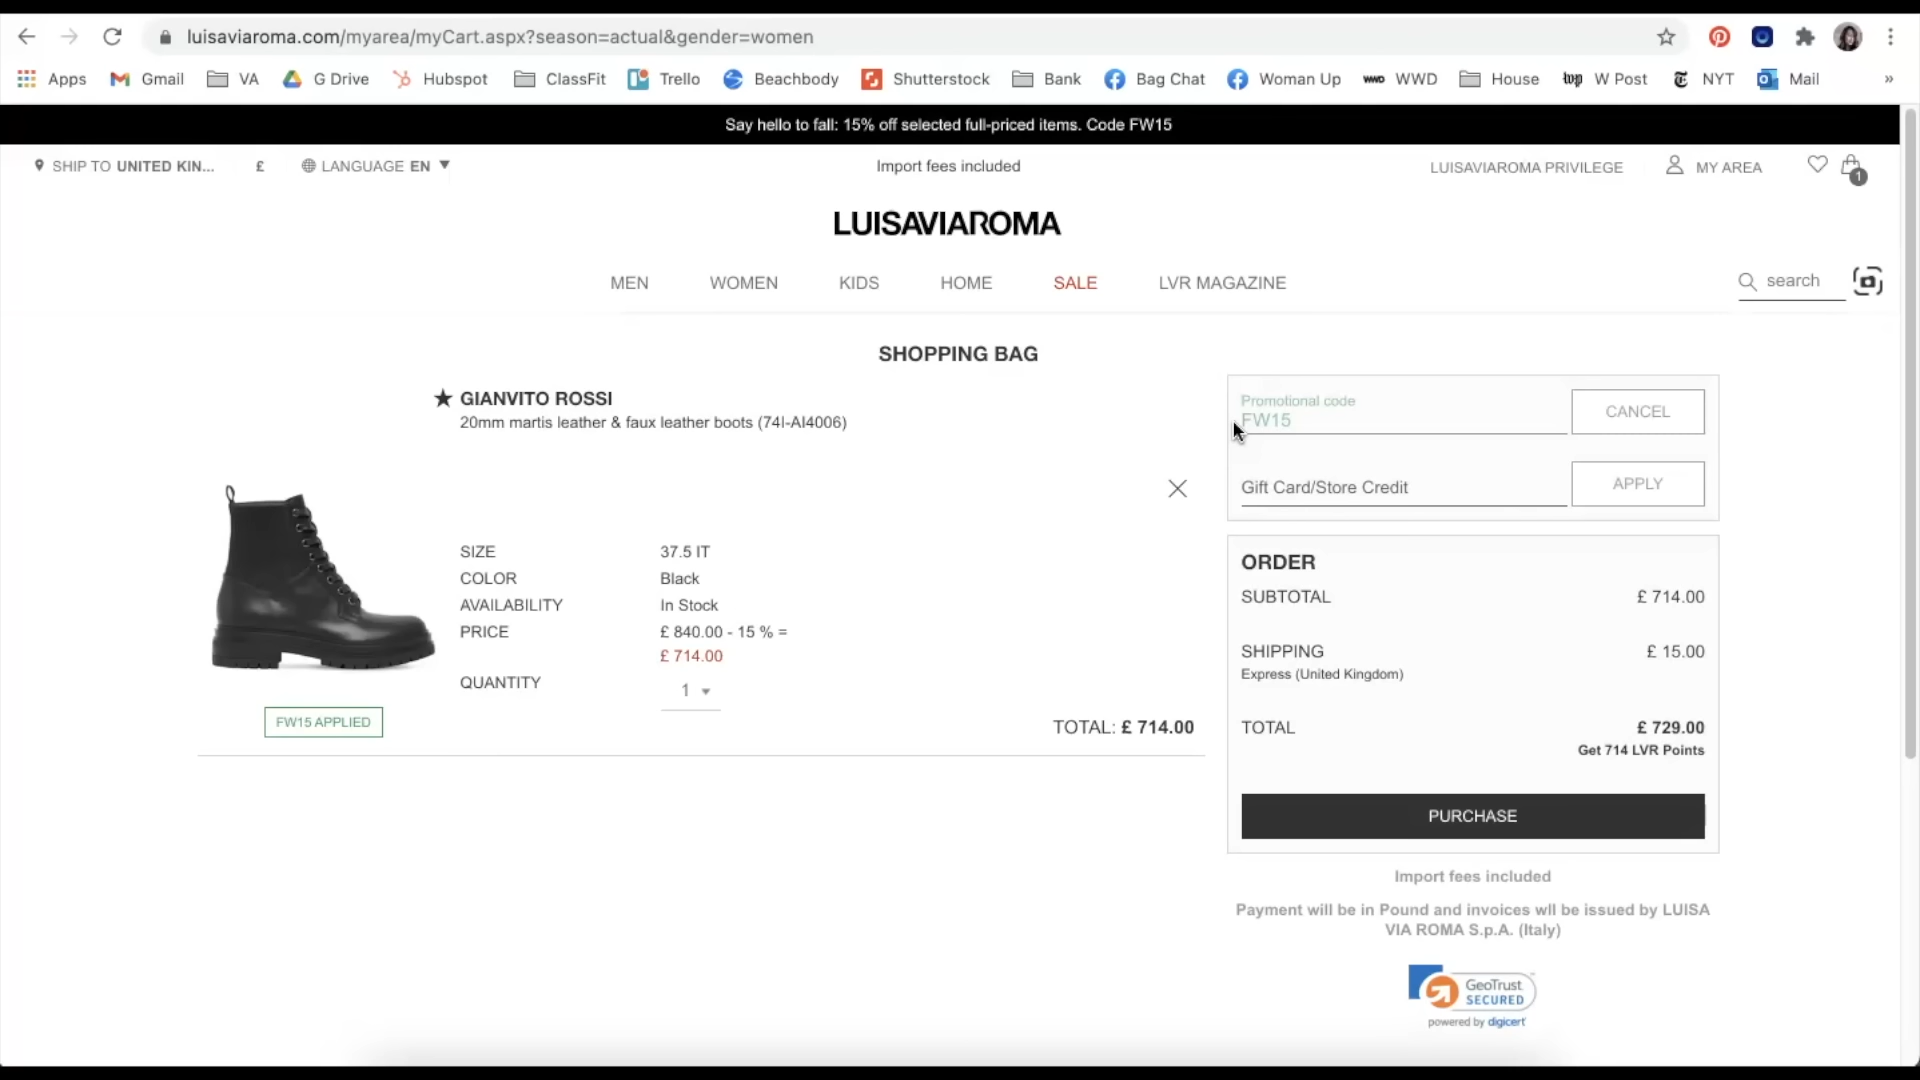 luisaviaroma.com/myarea/myCart.aspx?season=actual&gender=women
Apps Gmail VA G Drive Hubspot ClassFit Trello Beachbody Shutterstock Bank Bag Chat Woman Up WWD WWD House wp W Post NYT Mail »
Say hello to fall: 15% off selected full-priced items. Code FW15
SHIP TO UNITED KIN... £ LANGUAGE EN Import fees included LUISAVIAROMA PRIVILEGE MY AREA 1
LUISAVIAROMA
MEN WOMEN KIDS HOME SALE LVR MAGAZINE search
SHOPPING BAG
★ GIANVITO ROSSI
20mm martis leather & faux leather boots (74I-AI4006)
SIZE 37.5 IT
COLOR Black
AVAILABILITY In Stock
PRICE £ 840.00 - 15 % =
£ 714.00
QUANTITY 1
FW15 APPLIED
TOTAL: £ 714.00
Promotional code
FW15 CANCEL
Gift Card/Store Credit APPLY
ORDER
SUBTOTAL £ 714.00
SHIPPING £ 15.00
Express (United Kingdom)
TOTAL £ 729.00
Get 714 LVR Points
PURCHASE
Import fees included
Payment will be in Pound and invoices wll be issued by LUISA
VIA ROMA S.p.A. (Italy)
GeoTrust
SECURED
powered by digicert